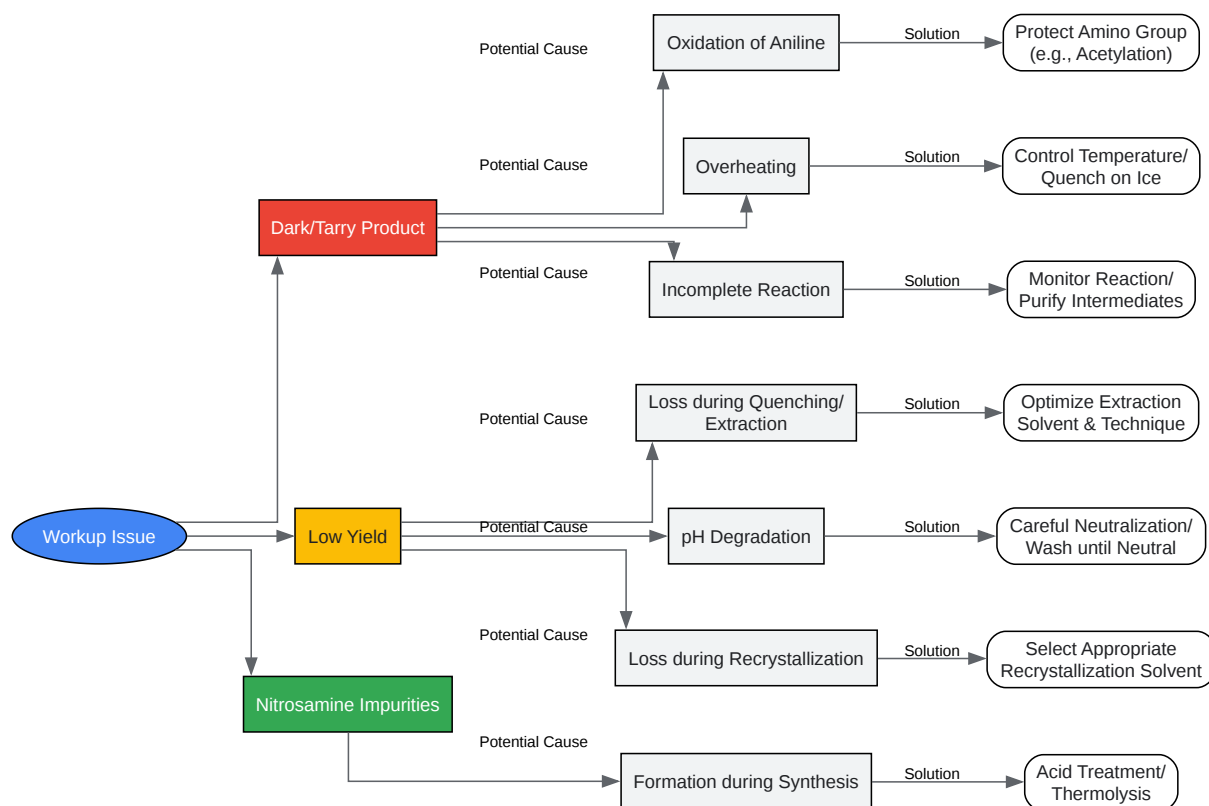 Potential Cause
Oxidation of Aniline
Solution
Protect Amino Group
(e.g., Acetylation)
Potential Cause
Overheating
Solution
Control Temperature/
Quench on Ice
Dark/Tarry Product
Potential Cause
Incomplete Reaction
Solution
Monitor Reaction/
Purify Intermediates
Potential Cause
Loss during Quenching/
Extraction
Solution
Optimize Extraction
Solvent & Technique
Workup Issue
Low Yield
Potential Cause
pH Degradation
Solution
Careful Neutralization/
Wash until Neutral
Potential Cause
Loss during Recrystallization
Solution
Select Appropriate
Recrystallization Solvent
Nitrosamine Impurities
Potential Cause
Formation during Synthesis
Solution
Acid Treatment/
Thermolysis